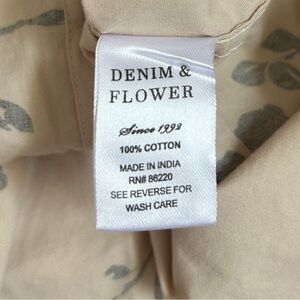 DENIM &
FLOWER
Since 1992
100% COTTON
MADE IN INDIA
RN# 86220
SEE REVERSE FOR
WASH CARE